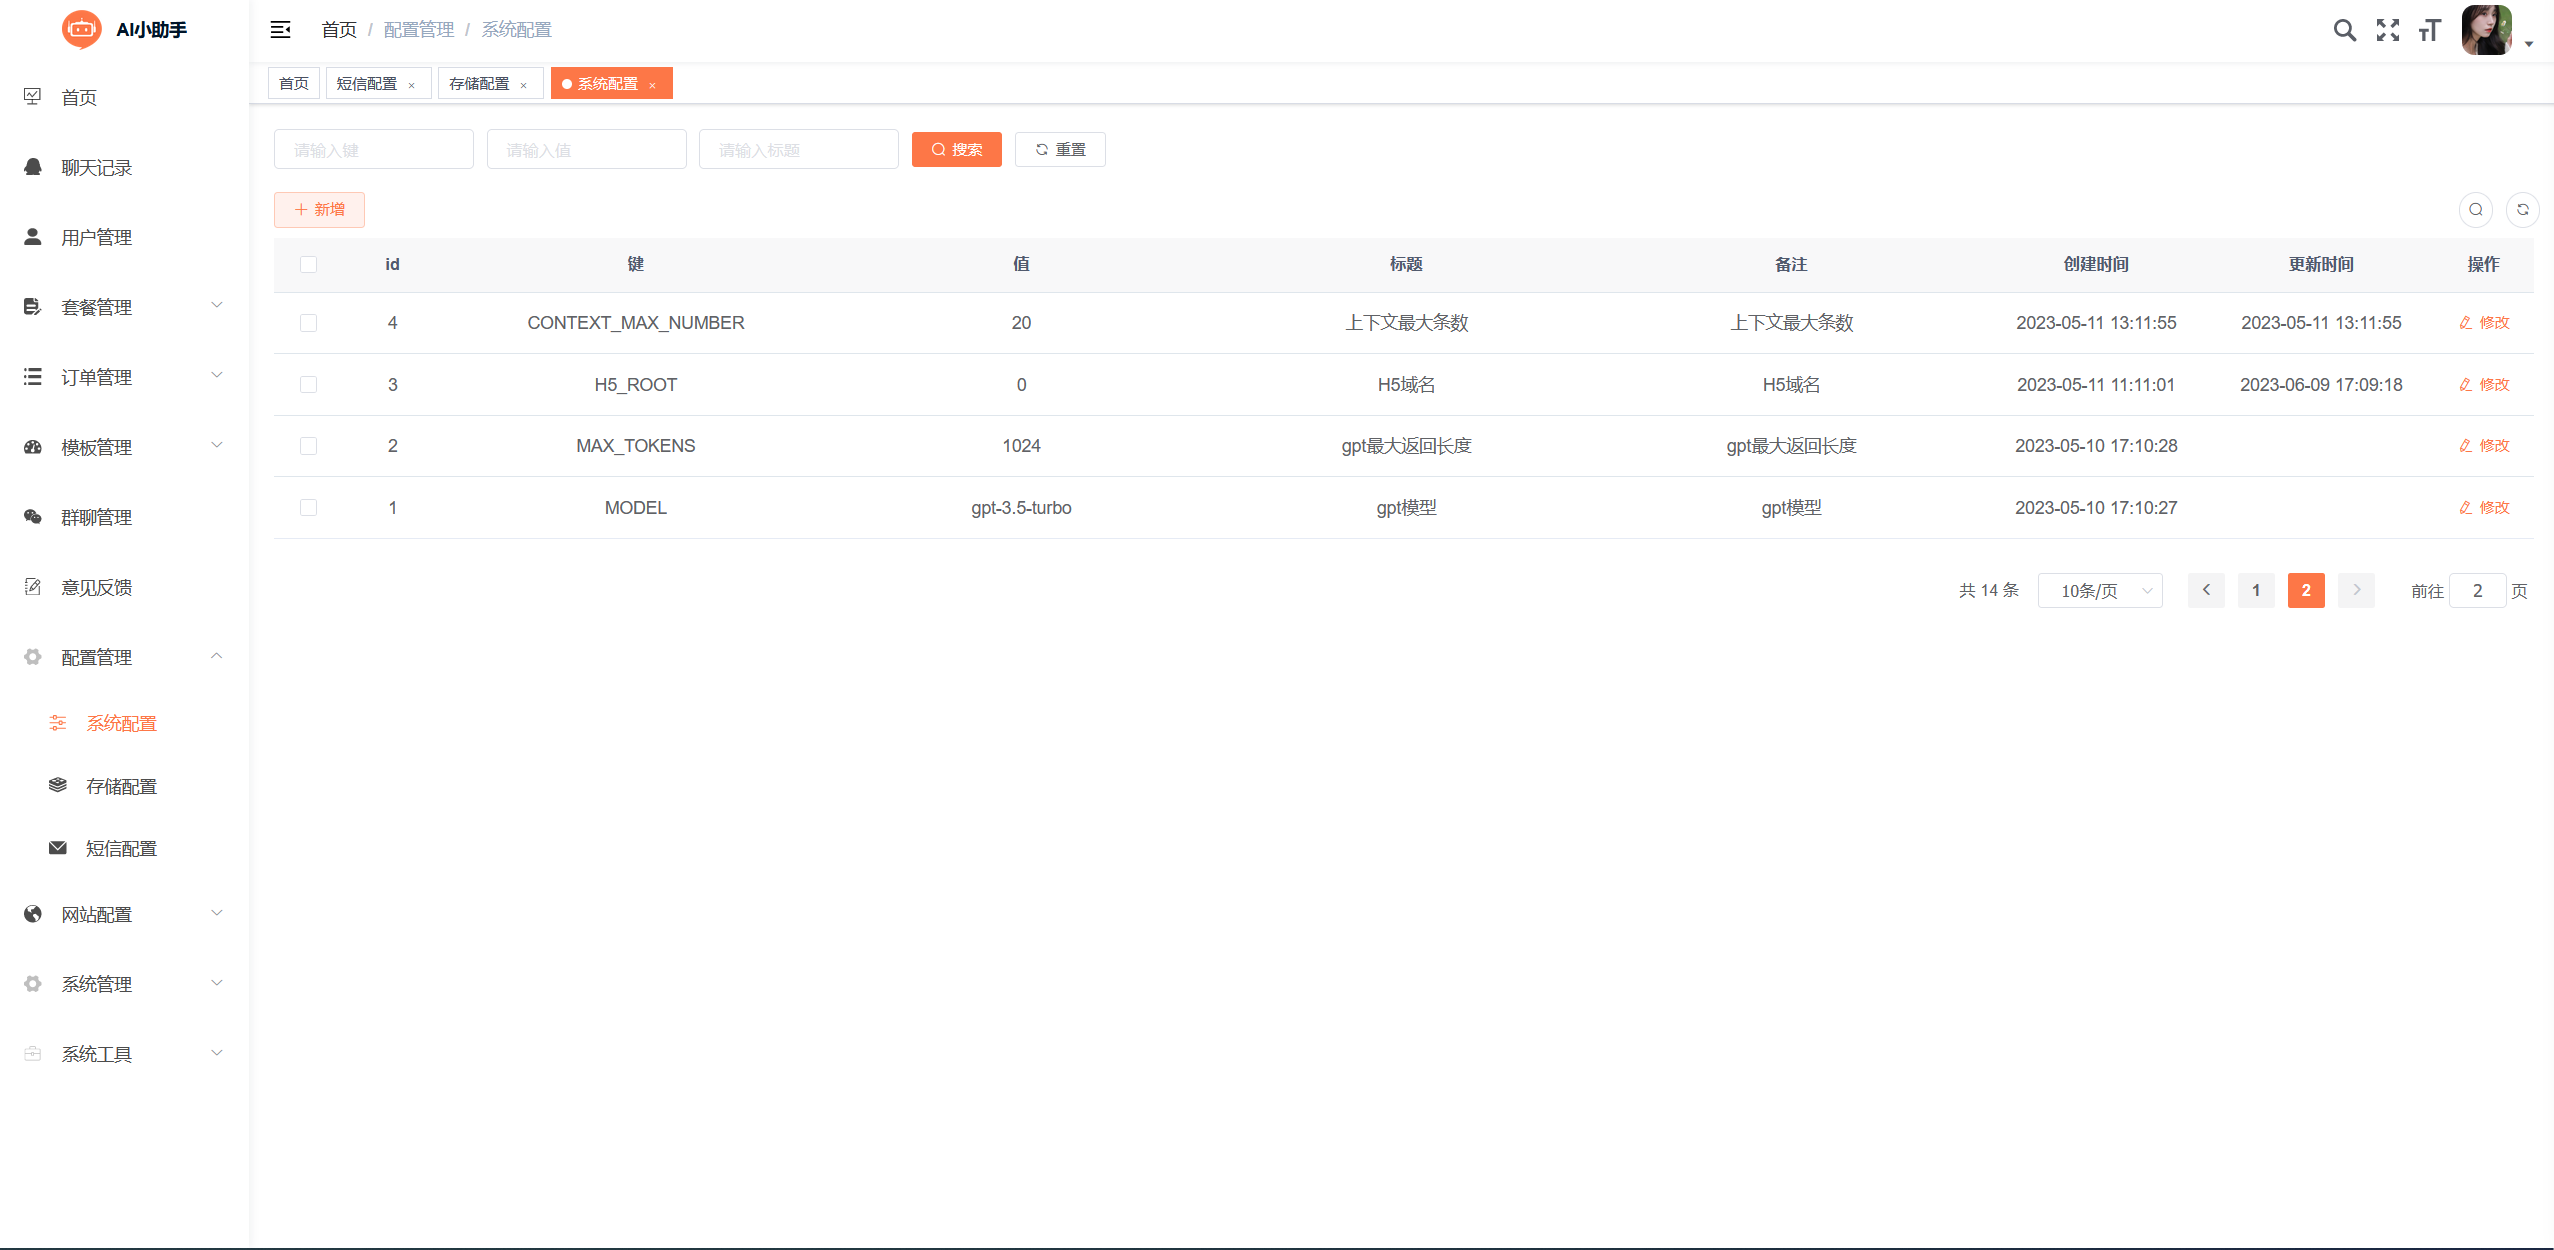 AI小助手
首页 / 配置管理 / 系统配置
首页 短信配置 × 存储配置 × 系统配置 ×
首页
聊天记录
用户管理
套餐管理
订单管理
模板管理
群聊管理
意见反馈
配置管理
系统配置
存储配置
短信配置
网站配置
系统管理
系统工具
请输入键 请输入值 请输入标题 搜索 重置
新增
id 键 值 标题 备注 创建时间 更新时间 操作
4 CONTEXT_MAX_NUMBER 20 上下文最大条数 上下文最大条数 2023-05-11 13:11:55 2023-05-11 13:11:55 修改
3 H5_ROOT 0 H5域名 H5域名 2023-05-11 11:11:01 2023-06-09 17:09:18 修改
2 MAX_TOKENS 1024 gpt最大返回长度 gpt最大返回长度 2023-05-10 17:10:28 修改
1 MODEL gpt-3.5-turbo gpt模型 gpt模型 2023-05-10 17:10:27 修改
共 14 条 10条/页 1 2 前往 2 页